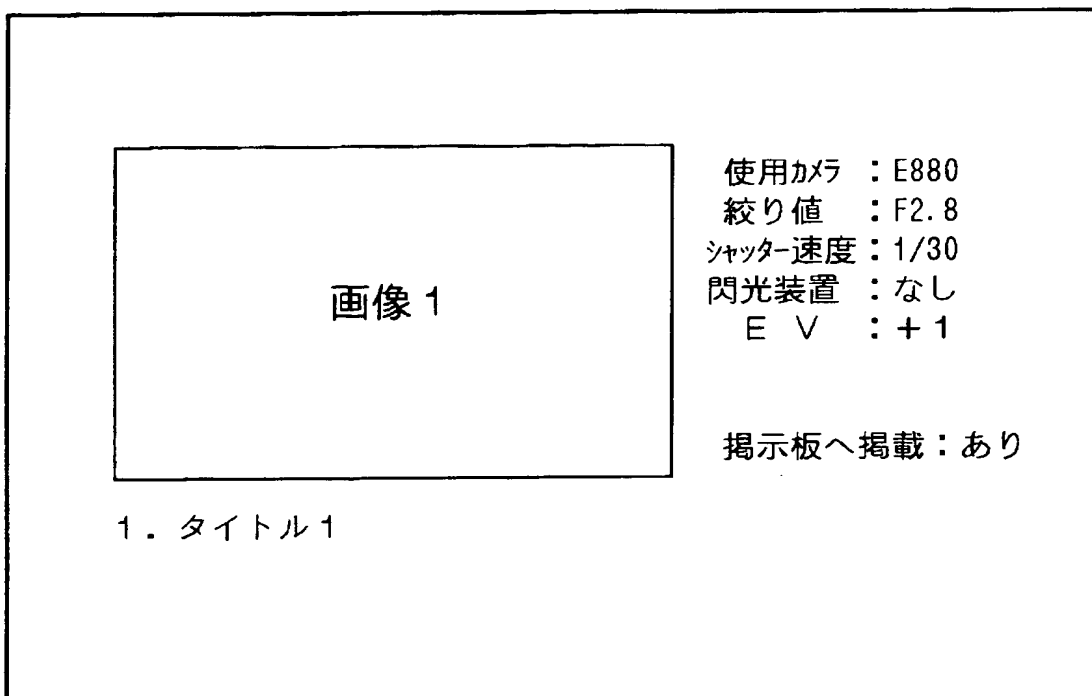 画像1
使用カメラ:E880
絞り値:F2.8
シャッター速度:1/30
閃光装置:なし
EV:+1
掲示板へ掲載:あり
1.タイトル1